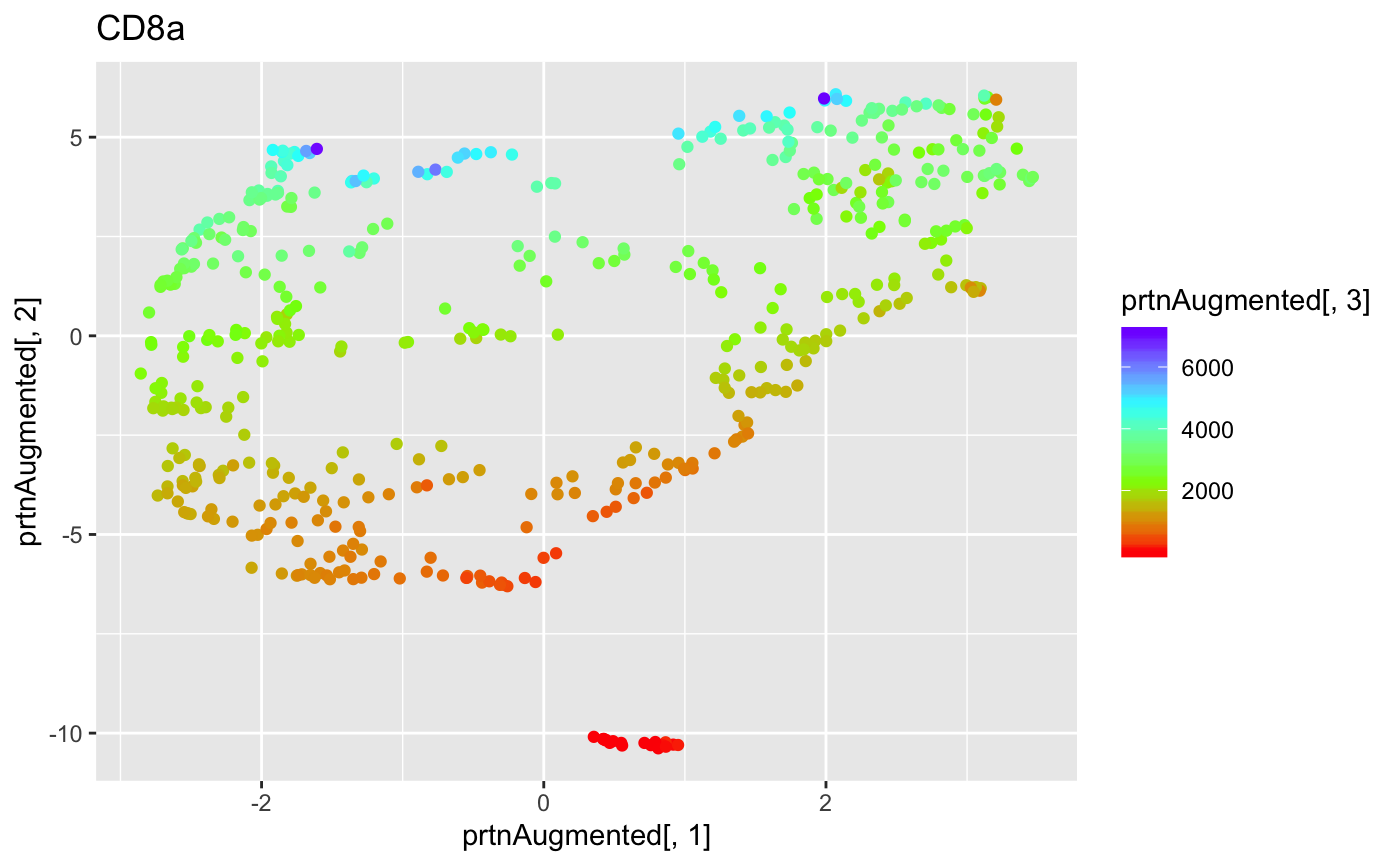 CD8a
prtnAugmented[, 2]
5
0
-5
-10
-2
0
2
prtnAugmented[, 1]
prtnAugmented[, 3]
6000
4000
2000